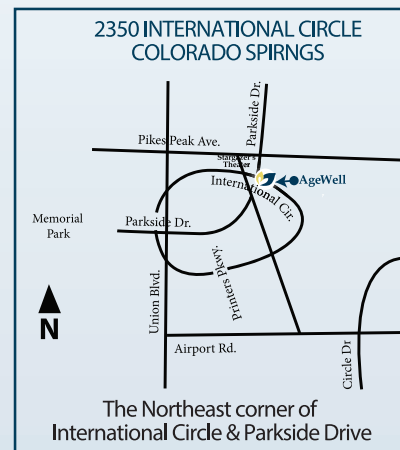 2350 INTERNATIONAL CIRCLE
COLORADO SPIRNGS
Parkside Dr.
Pikes Peak Ave.
Stargazer's
Theater
International Cir.
AgeWell
Memorial
Park
Parkside Dr.
Printers Pkwy.
Union Blvd.
N
Airport Rd.
Circle Dr
The Northeast corner of
International Circle & Parkside Drive